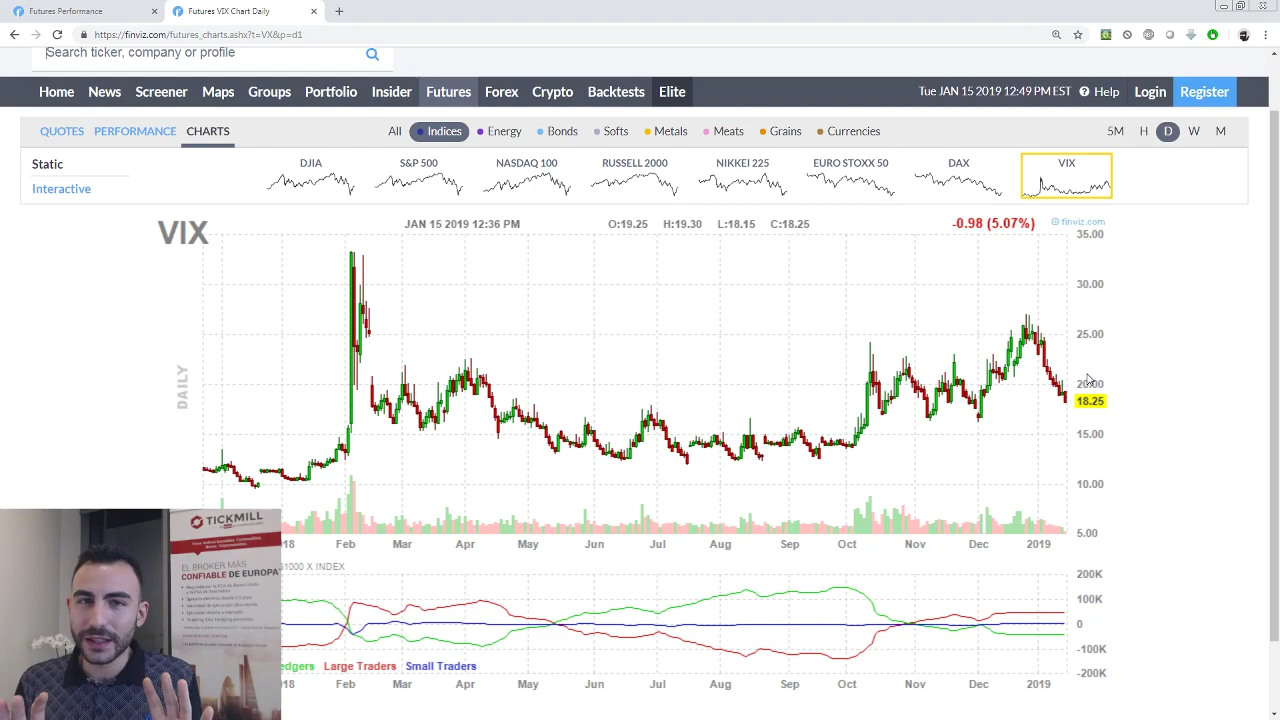 Futures Performance
Futures VIX Chart Daily
https://finviz.com/futures_charts.ashx?t=VX&p=d1
Search ticker, company or profile
Home News Screener Maps Groups Portfolio Insider Futures Forex Crypto Backtests Elite Tue JAN 15 2019 12:49 PM EST Help Login Register
QUOTES PERFORMANCE CHARTS All Indices Energy Bonds Softs Metals Meats Grains Currencies 5M H D W M
Static
Interactive
DJIA S&P 500 NASDAQ 100 RUSSELL 2000 NIKKEI 225 EURO STOXX 50 DAX VIX
VIX JAN 15 2019 12:36 PM O:19.25 H:19.30 L:18.15 C:18.25 -0.98 (5.07%) © finviz.com
35.00
30.00
25.00
DAILY
18.25
15.00
10.00
5.00
18 Feb Mar Apr May Jun Jul Aug Sep Oct Nov Dec 2019
1000 X INDEX
200K
100K
0
-100K
-200K
edgers Large Traders Small Traders
18 Feb Mar Apr May Jun Jul Aug Sep Oct Nov Dec 2019
TICKMILL
EL BROKER MÁS
CONFIABLE DE EUROPA